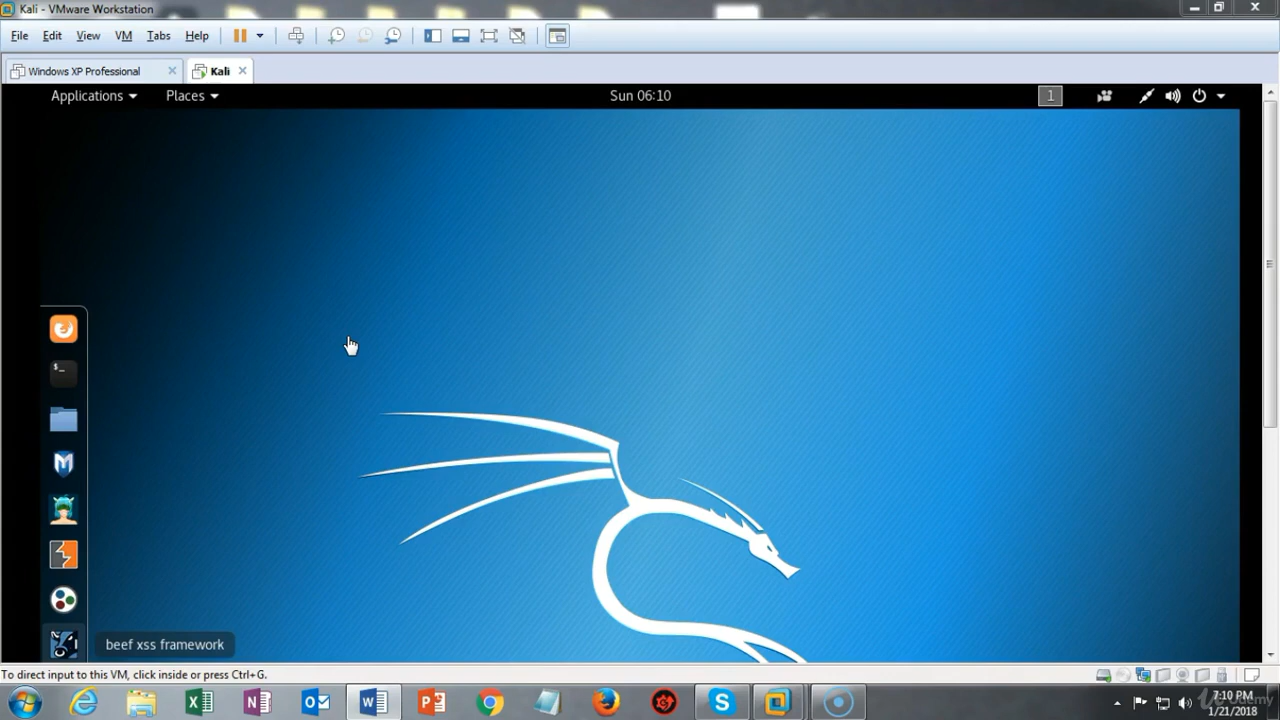 Kali - VMware Workstation
File Edit View VM Tabs Help
Windows XP Professional Kali
Applications Places Sun 06:10 1
$_
beef xss framework
To direct input to this VM, click inside or press Ctrl+G.
7:10 PM
1/21/2018
Udemy